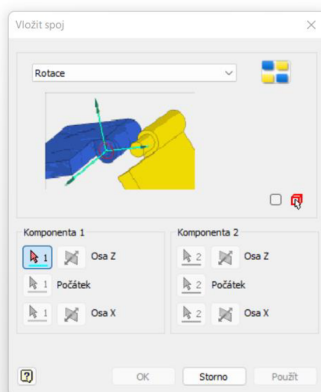 Vložit spoj
Rotace
Komponenta 1
1 Osa Z
1 Počátek
1 Osa X
Komponenta 2
2 Osa Z
2 Počátek
2 Osa X
? OK Storno Použít